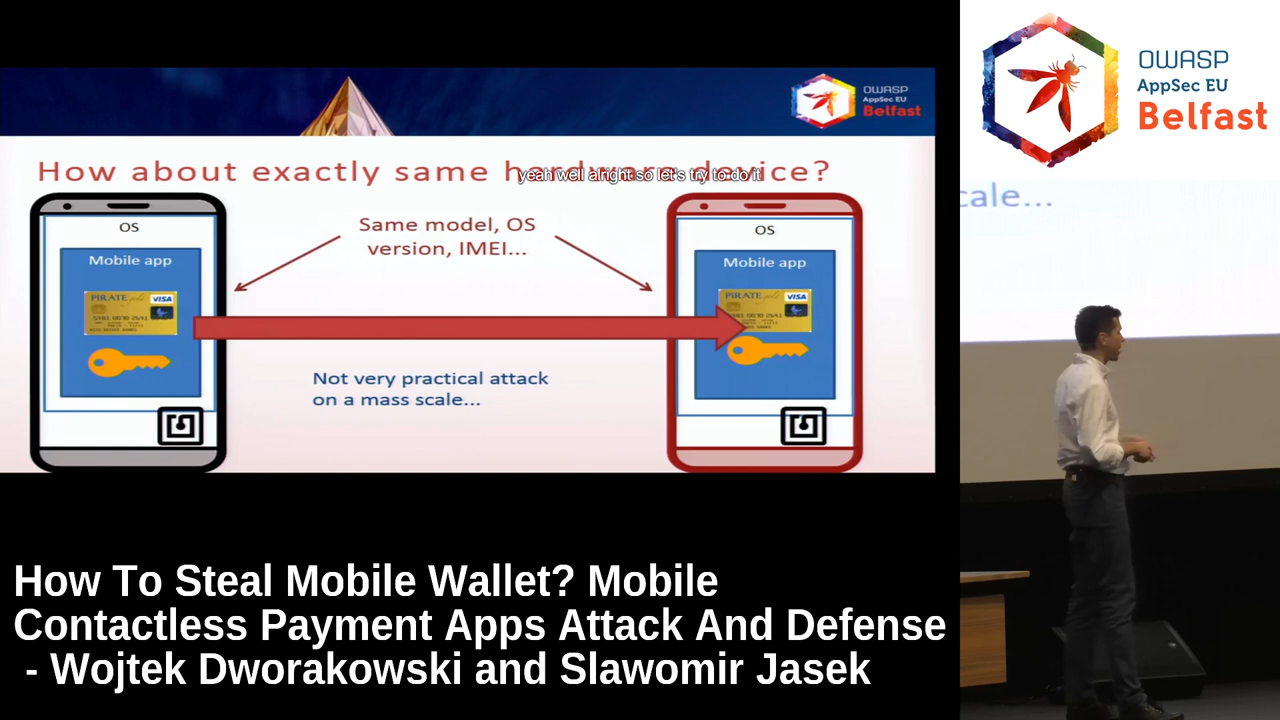 OWASP
AppSec EU
Belfast
OWASP
AppSec EU
Belfast
How about exactly same hardware device?
yeah well alright so let's try to do it
OS
Mobile app
PIRATE gold
VISA
Same model, OS
version, IMEI...
OS
Mobile app
PIRATE gold
VISA
Not very practical attack
on a mass scale...
cale...
How To Steal Mobile Wallet? Mobile
Contactless Payment Apps Attack And Defense
- Wojtek Dworakowski and Slawomir Jasek